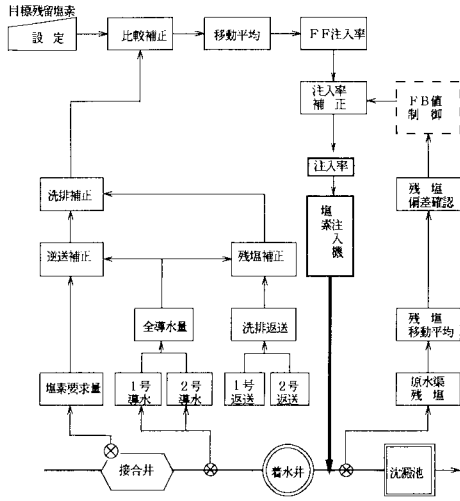 目標残留塩素
設定
比較補正
移動平均
FF注入率
注入率
補正
FB値
制御
注入率
洗排補正
塩素注入機
残塩
偏差確認
逆送補正
残塩補正
全導水量
洗排返送
残塩
移動平均
塩素要求量
1号
導水
2号
導水
1号
返送
2号
返送
原水渠
残塩
接合井
着水井
沈澱池